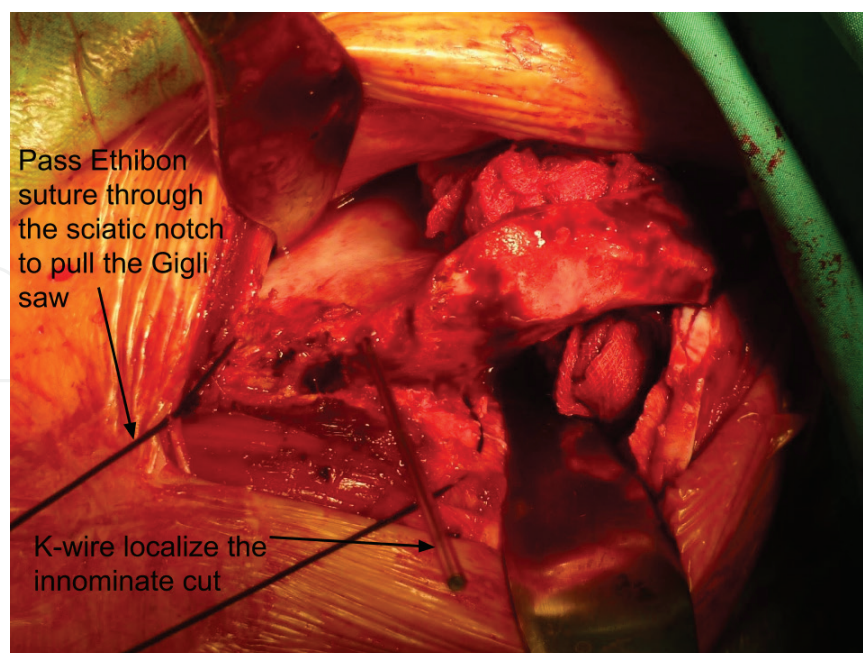 Pass Ethibon
suture through
the sciatic notch
to pull the Gigli
saw
K-wire localize the
innominate cut